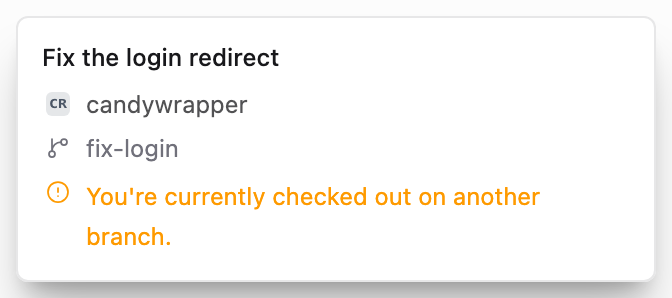 Fix the login redirect
CR candywrapper
fix-login
You're currently checked out on another
branch.